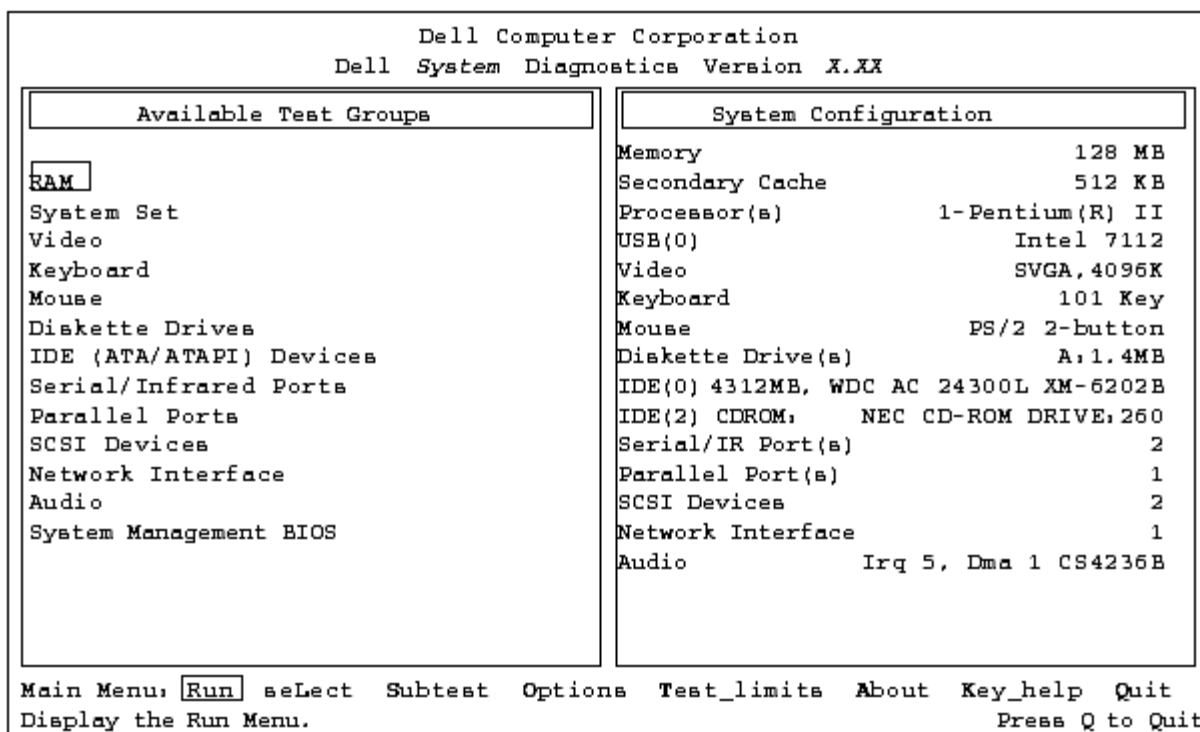 Dell Computer Corporation
Dell System Diagnostics Version X.XX
Available Test Groups
RAM
System Set
Video
Keyboard
Mouse
Diskette Drives
IDE (ATA/ATAPI) Devices
Serial/Infrared Ports
Parallel Ports
SCSI Devices
Network Interface
Audio
System Management BIOS
System Configuration
Memory 128 MB
Secondary Cache 512 KB
Processor(s) 1-Pentium(R) II
USB(0) Intel 7112
Video SVGA,4096K
Keyboard 101 Key
Mouse PS/2 2-button
Diskette Drive(s) A:1.4MB
IDE(0) 4312MB, WDC AC 24300L XM-6202B
IDE(2) CDROM: NEC CD-ROM DRIVE:260
Serial/IR Port(s) 2
Parallel Port(s) 1
SCSI Devices 2
Network Interface 1
Audio Irq 5, Dma 1 CS4236B
Main Menu: Run seLect Subtest Options Test_limits About Key_help Quit
Display the Run Menu. Press Q to Quit